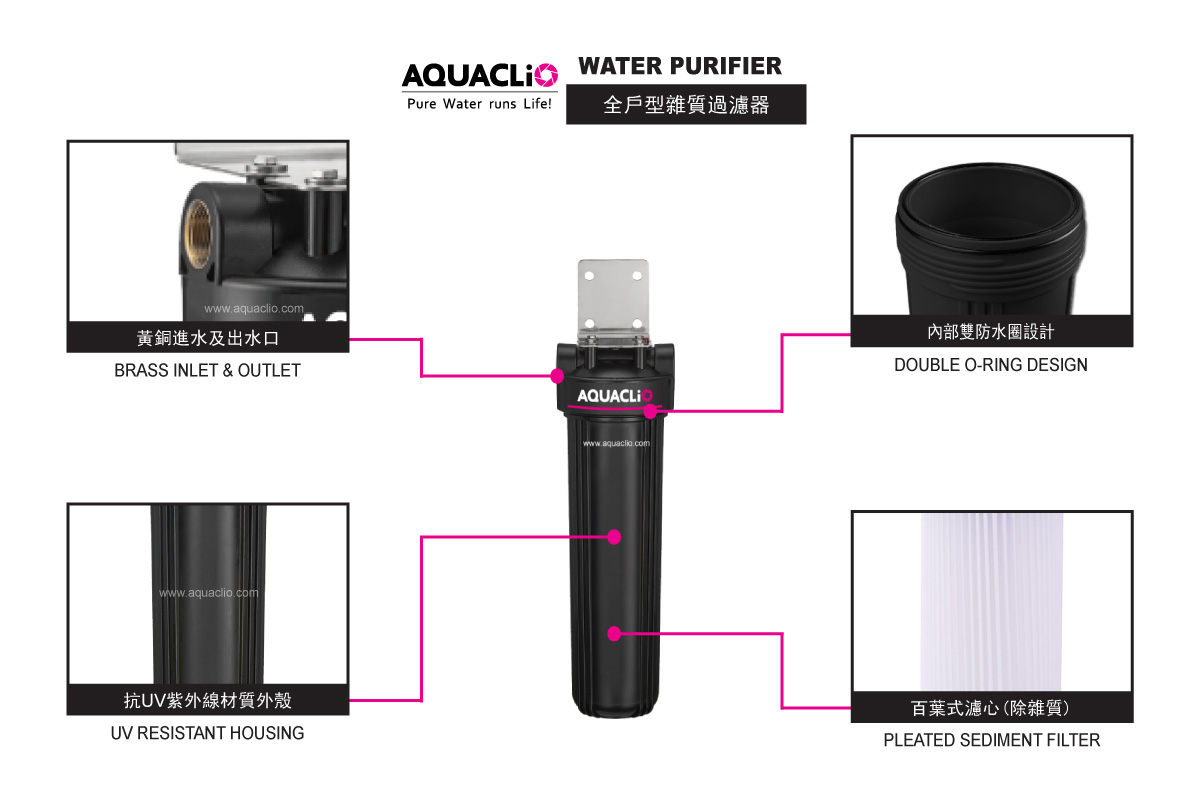 AQUACLiO
Pure Water runs Life!
WATER PURIFIER
全戶型雜質過濾器
www.aquaclio.com
黃銅進水及出水口
BRASS INLET & OUTLET
內部雙防水圈設計
DOUBLE O-RING DESIGN
AQUACLiO
www.aquaclio.com
www.aquaclio.com
抗UV紫外線材質外殼
UV RESISTANT HOUSING
百葉式濾心(除雜質)
PLEATED SEDIMENT FILTER